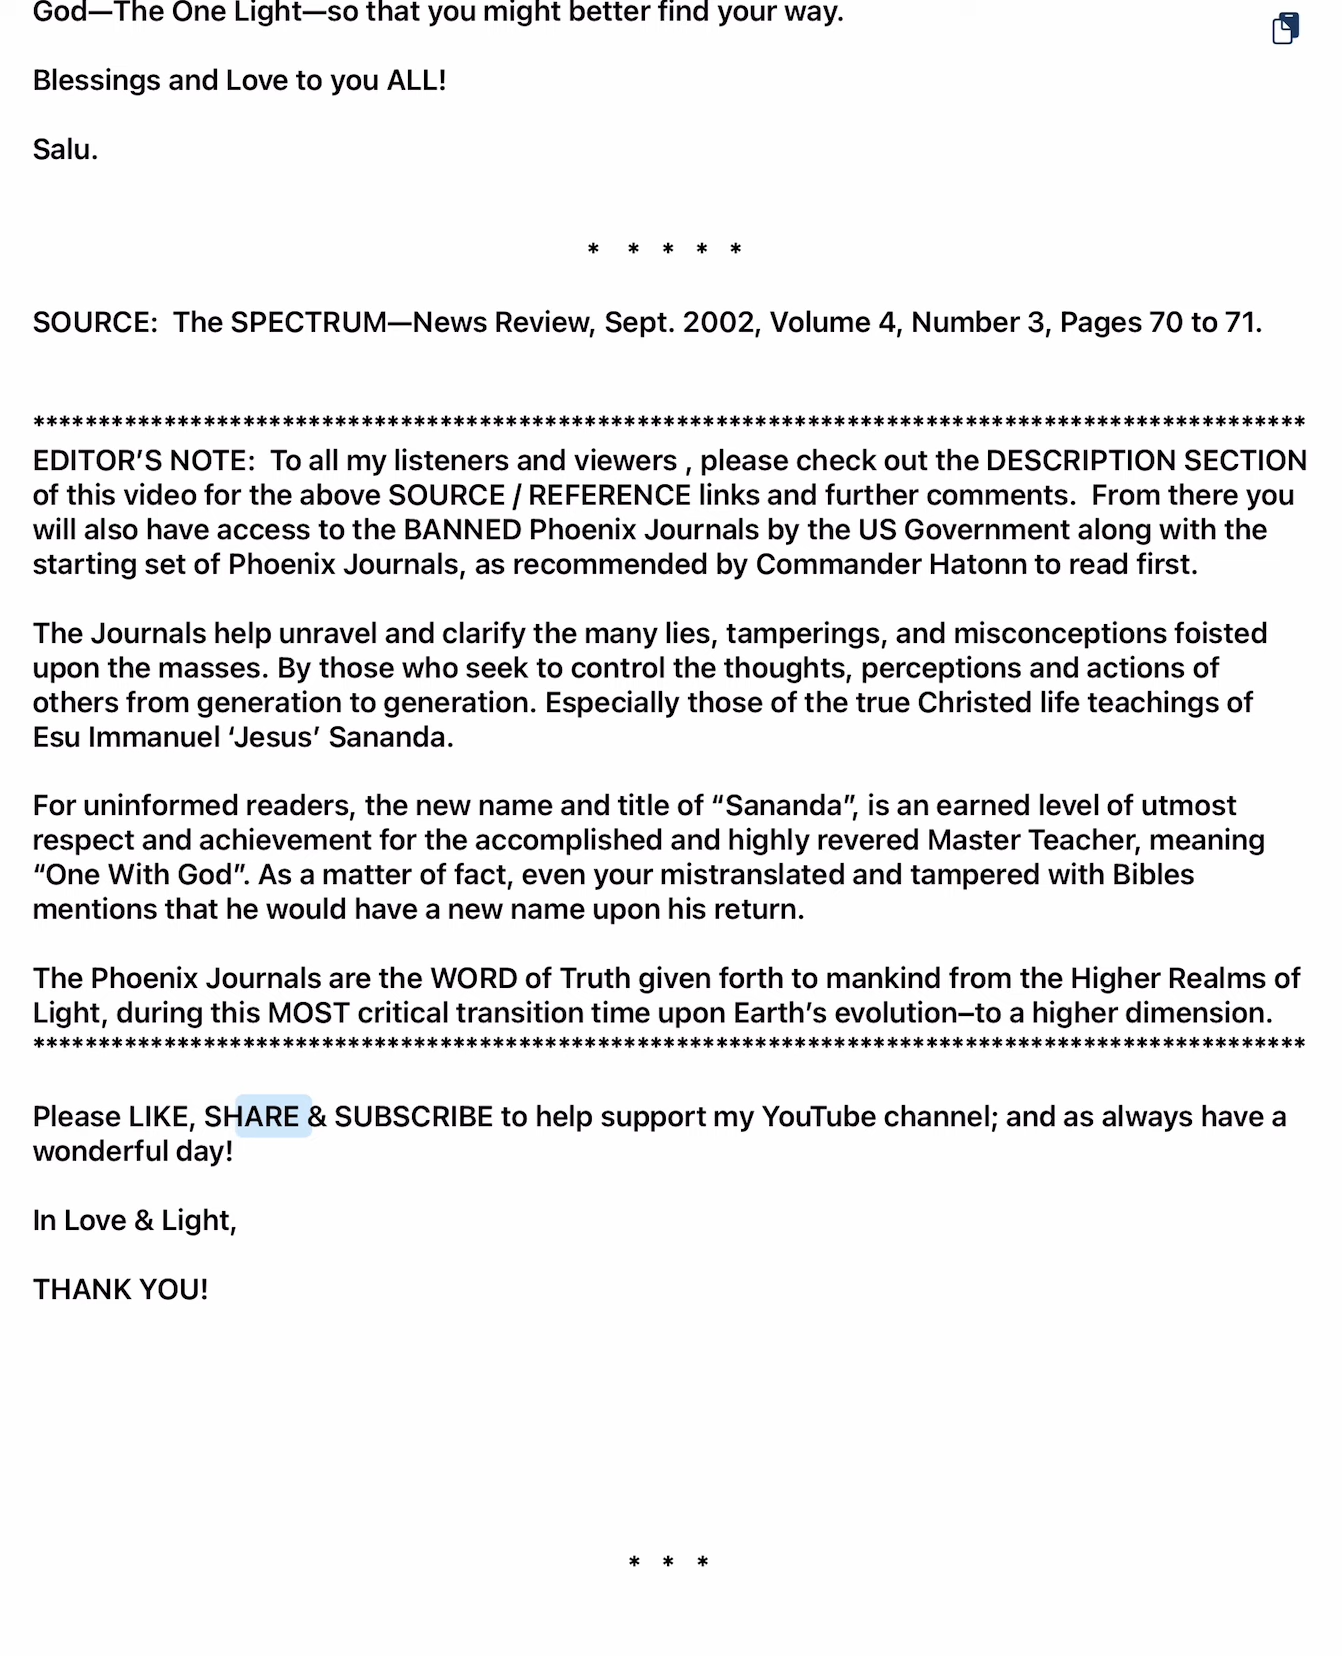 God—The One Light—so that you might better find your way.
Blessings and Love to you ALL!
Salu.
* * * * *
SOURCE:  The SPECTRUM—News Review, Sept. 2002, Volume 4, Number 3, Pages 70 to 71.
****************************************************************************************************
EDITOR’S NOTE:  To all my listeners and viewers , please check out the DESCRIPTION SECTION
of this video for the above SOURCE / REFERENCE links and further comments.  From there you
will also have access to the BANNED Phoenix Journals by the US Government along with the
starting set of Phoenix Journals, as recommended by Commander Hatonn to read first.
The Journals help unravel and clarify the many lies, tamperings, and misconceptions foisted
upon the masses. By those who seek to control the thoughts, perceptions and actions of
others from generation to generation. Especially those of the true Christed life teachings of
Esu Immanuel ‘Jesus’ Sananda.
For uninformed readers, the new name and title of “Sananda”, is an earned level of utmost
respect and achievement for the accomplished and highly revered Master Teacher, meaning
“One With God”. As a matter of fact, even your mistranslated and tampered with Bibles
mentions that he would have a new name upon his return.
The Phoenix Journals are the WORD of Truth given forth to mankind from the Higher Realms of
Light, during this MOST critical transition time upon Earth’s evolution—to a higher dimension.
****************************************************************************************************
Please LIKE, SHARE & SUBSCRIBE to help support my YouTube channel; and as always have a
wonderful day!
In Love & Light,
THANK YOU!
* * *